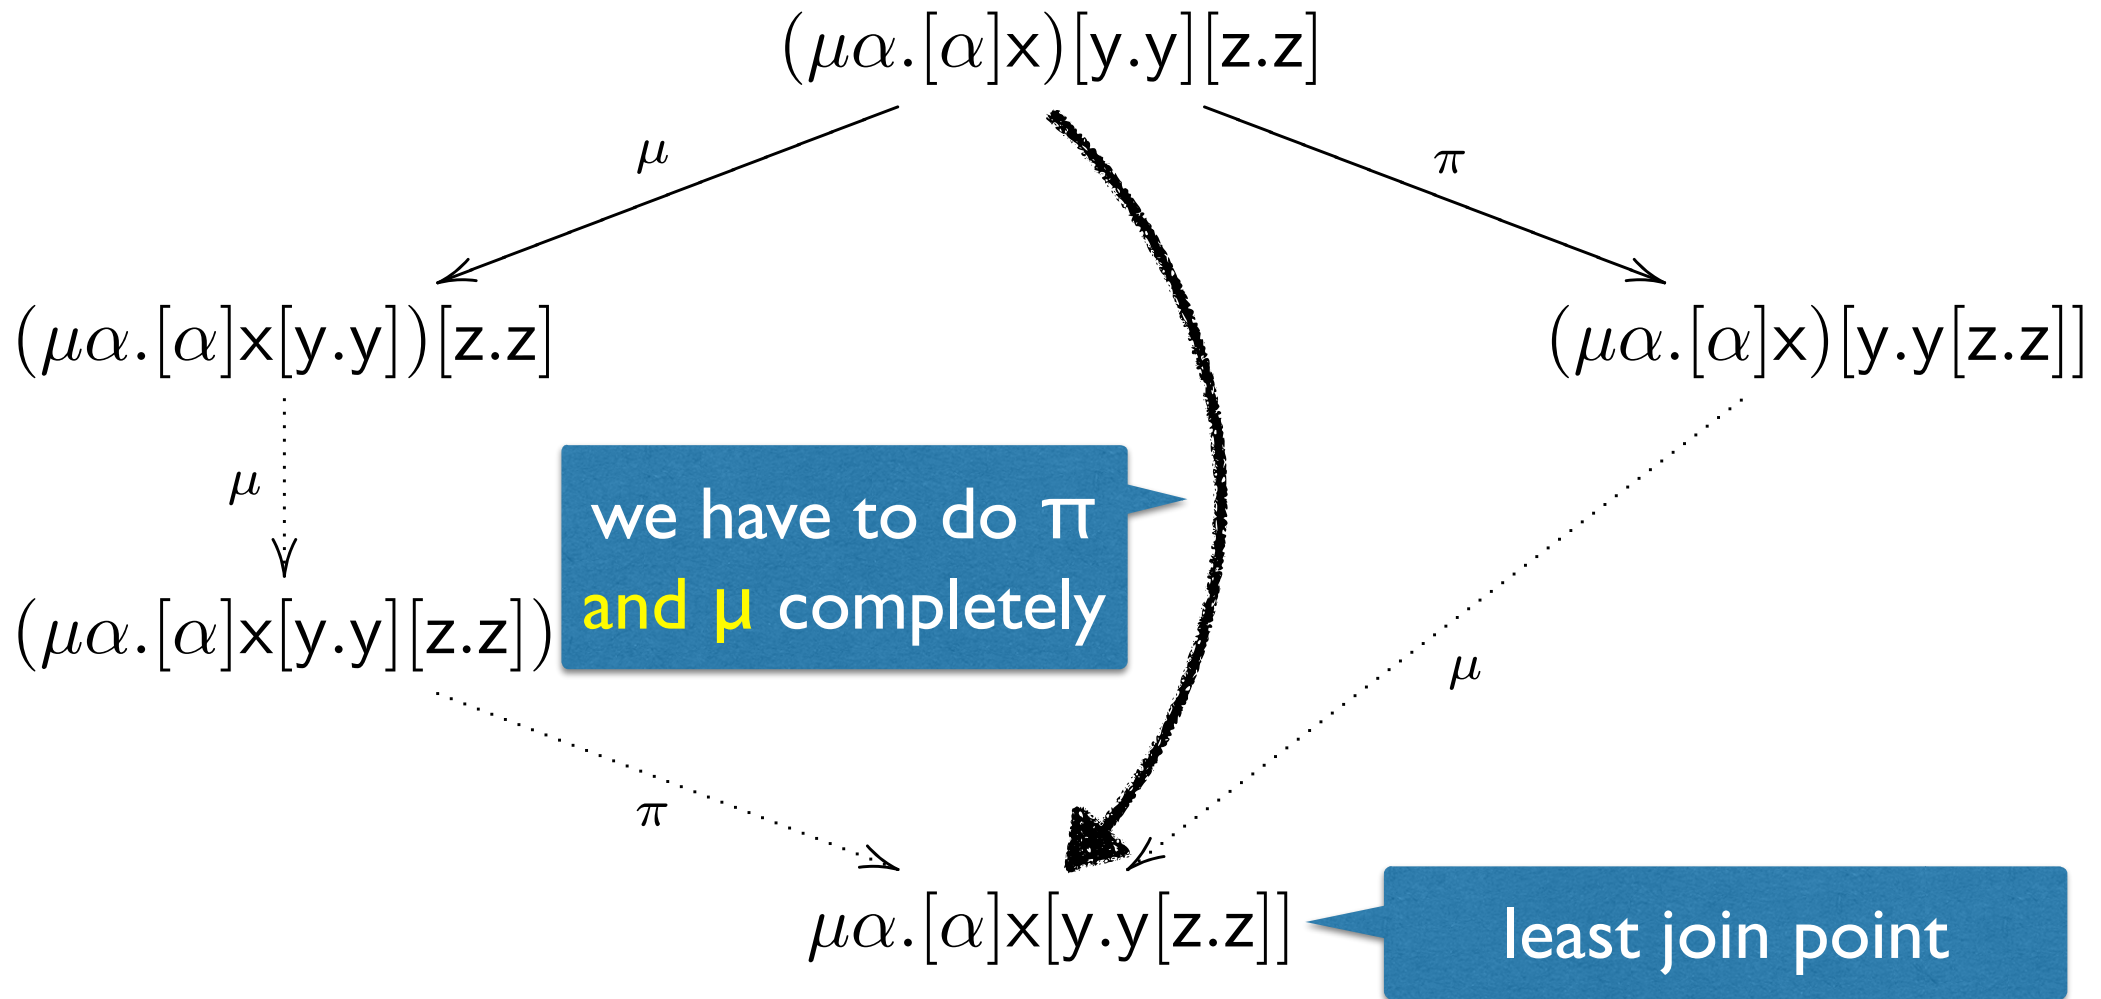 (μα.[α]x)[y.y][z.z]
μ
π
(μα.[α]x[y.y])[z.z]
(μα.[α]x)[y.y[z.z]]
μ
we have to do π
and μ completely
(μα.[α]x[y.y][z.z])
μ
π
μα.[α]x[y.y[z.z]]
least join point